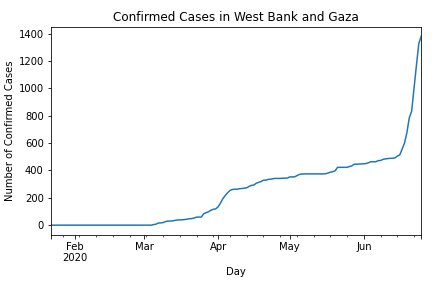 Confirmed Cases in West Bank and Gaza
Number of Confirmed Cases
1400
1200
1000
800
600
400
200
0
Feb
2020
Mar
Apr
May
Jun
Day